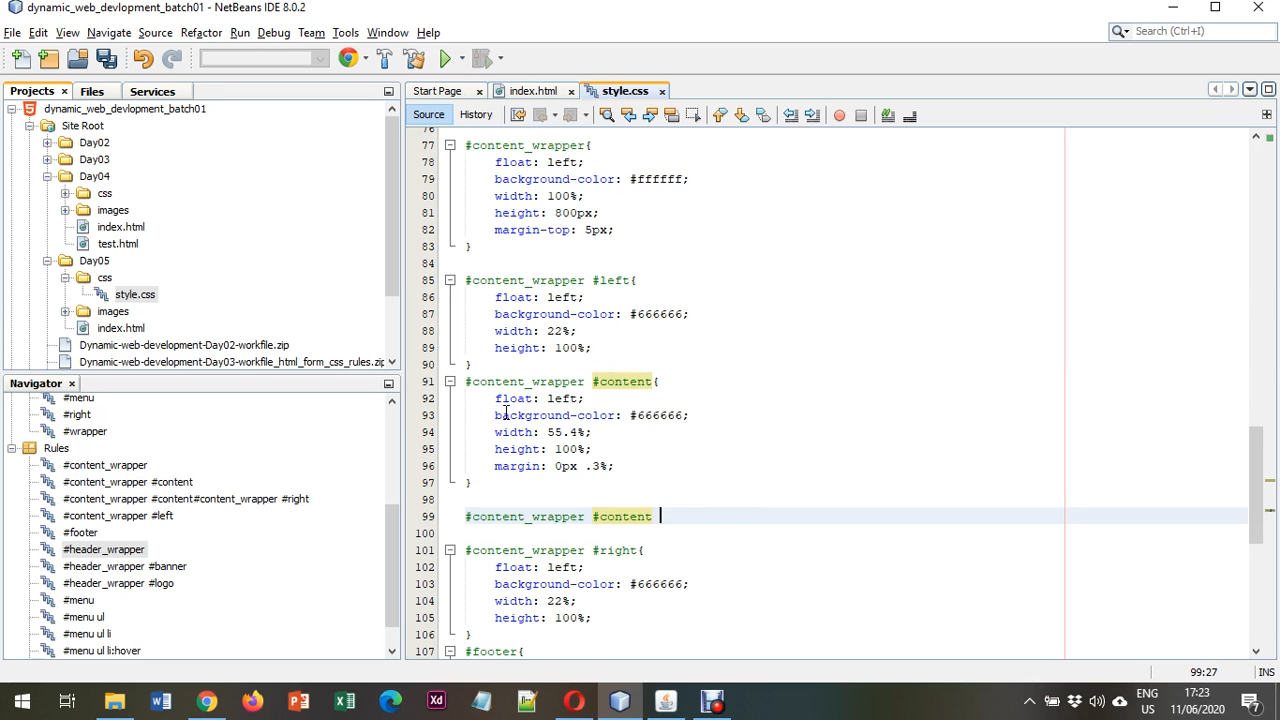 dynamic_web_devlopment_batch01 - NetBeans IDE 8.0.2
File Edit View Navigate Source Refactor Run Debug Team Tools Window Help
Search (Ctrl+I)
Projects Files Services
Start Page index.html style.css
Source History
dynamic_web_devlopment_batch01
Site Root
Day02
Day03
Day04
css
images
index.html
test.html
Day05
css
style.css
images
index.html
Dynamic-web-development-Day02-workfile.zip
Dynamic-web-development-Day03-workfile_html_form_css_rules.zip
Navigator
#menu
#right
#wrapper
Rules
#content_wrapper
#content_wrapper #content
#content_wrapper #content#content_wrapper #right
#content_wrapper #left
#footer
#header_wrapper
#header_wrapper #banner
#header_wrapper #logo
#menu
#menu ul
#menu ul li
#menu ul li:hover
76
77 #content_wrapper{
78 float: left;
79 background-color: #ffffff;
80 width: 100%;
81 height: 800px;
82 margin-top: 5px;
83 }
84
85 #content_wrapper #left{
86 float: left;
87 background-color: #666666;
88 width: 22%;
89 height: 100%;
90 }
91 #content_wrapper #content{
92 float: left;
93 background-color: #666666;
94 width: 55.4%;
95 height: 100%;
96 margin: 0px .3%;
97 }
98
99 #content_wrapper #content
100
101 #content_wrapper #right{
102 float: left;
103 background-color: #666666;
104 width: 22%;
105 height: 100%;
106 }
107 #footer{
99:27 INS
ENG
17:23
11/06/2020
7